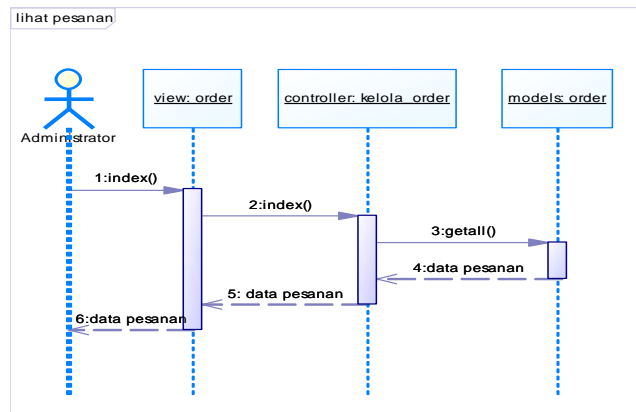 lihat pesanan
view: order
controller: kelola_order
models: order
Administrator
1:index()
2:index()
3:getall()
4:data pesanan
5: data pesanan
6:data pesanan